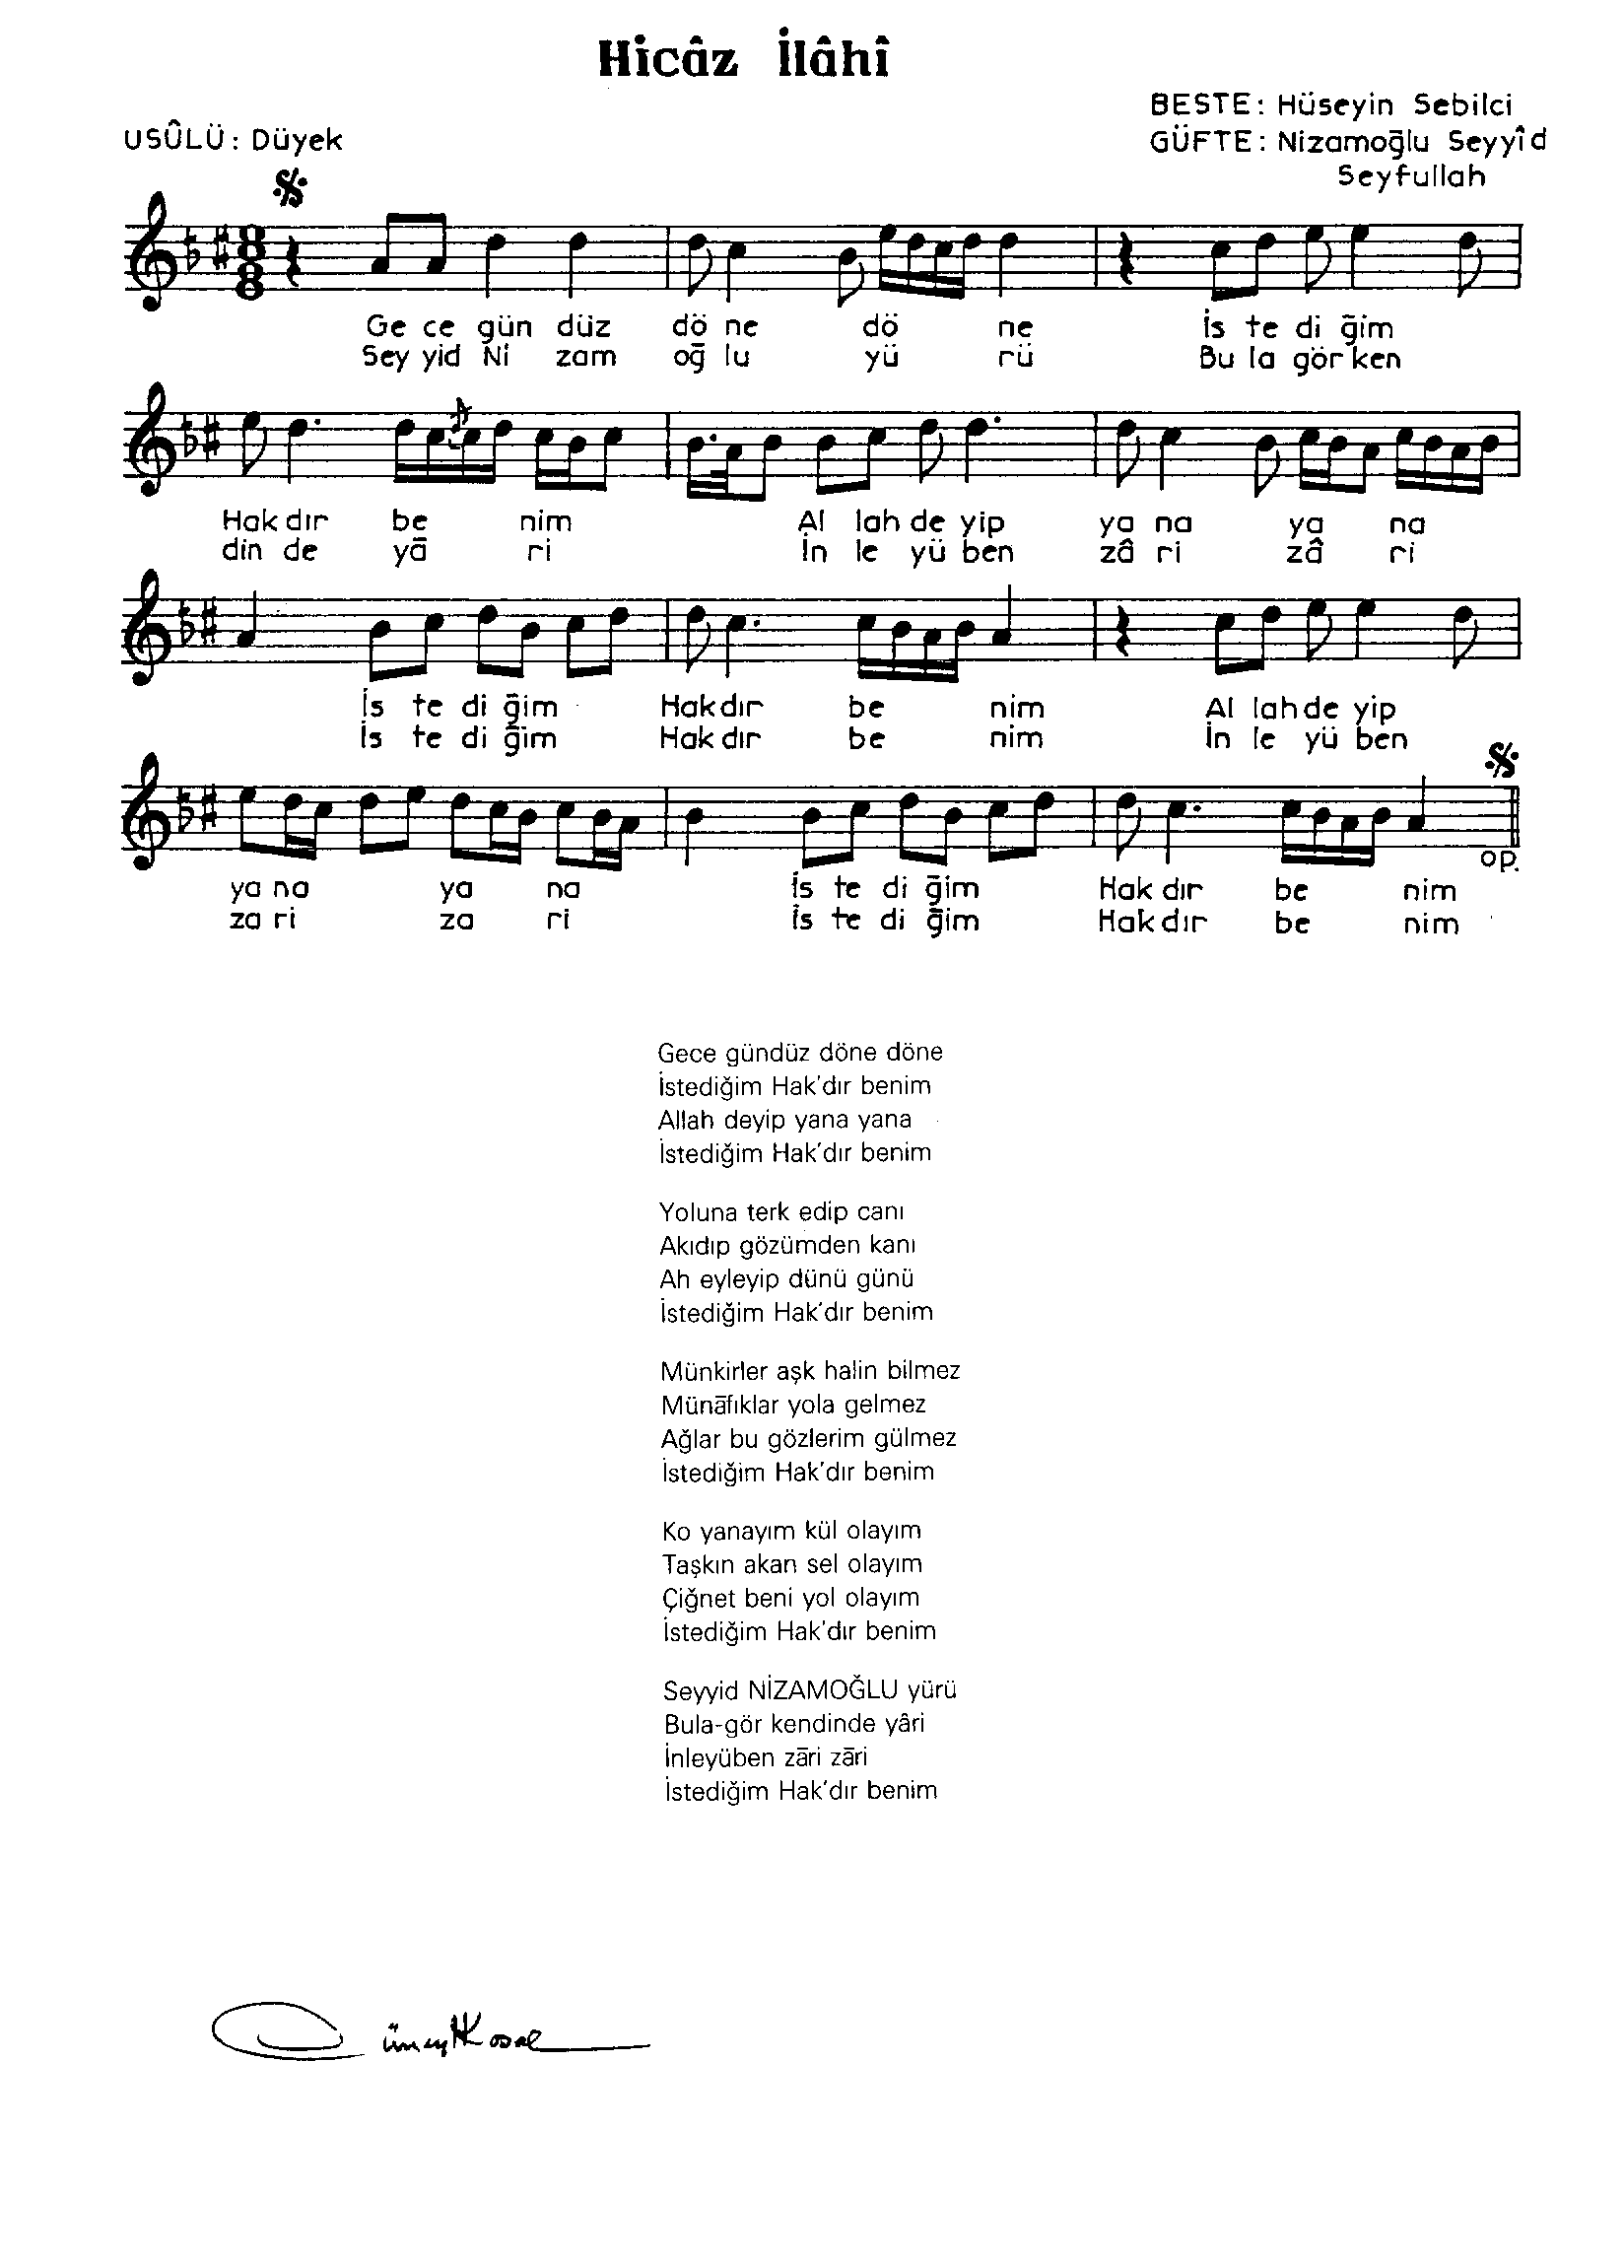 Hicâz İlâhî
BESTE: Hüseyin Sebilci
USÛLÜ: Düyek
GÜFTE: Nizamoğlu Seyyîd
Seyfullah
8
Ge ce gün düz dö ne dö ne İs te di ğim
Sey yid Ni zam oğ lu yü rü Bu la gör ken
Hak dır be nim Al lah de yip ya na ya na
din de yā ri İn le yü ben zâ ri zâ ri
İs te di ğim Hak dır be nim Al lah de yip
İs te di ğim Hak dır be nim İn le yü ben
op.
ya na ya na İs te di ğim Hak dır be nim
za ri za ri İs te di ğim Hak dır be nim
Gece gündüz döne döne
İstediğim Hak'dır benim
Allah deyip yana yana
İstediğim Hak'dır benim
Yoluna terk edip canı
Akıdıp gözümden kanı
Ah eyleyip dünü günü
İstediğim Hak'dır benim
Münkirler aşk halin bilmez
Münāfıklar yola gelmez
Ağlar bu gözlerim gülmez
İstediğim Hak'dır benim
Ko yanayım kül olayım
Taşkın akan sel olayım
Çiğnet beni yol olayım
İstediğim Hak'dır benim
Seyyid NİZAMOĞLU yürü
Bula-gör kendinde yâri
İnleyüben zāri zāri
İstediğim Hak'dır benim
Cüneyt Kosal